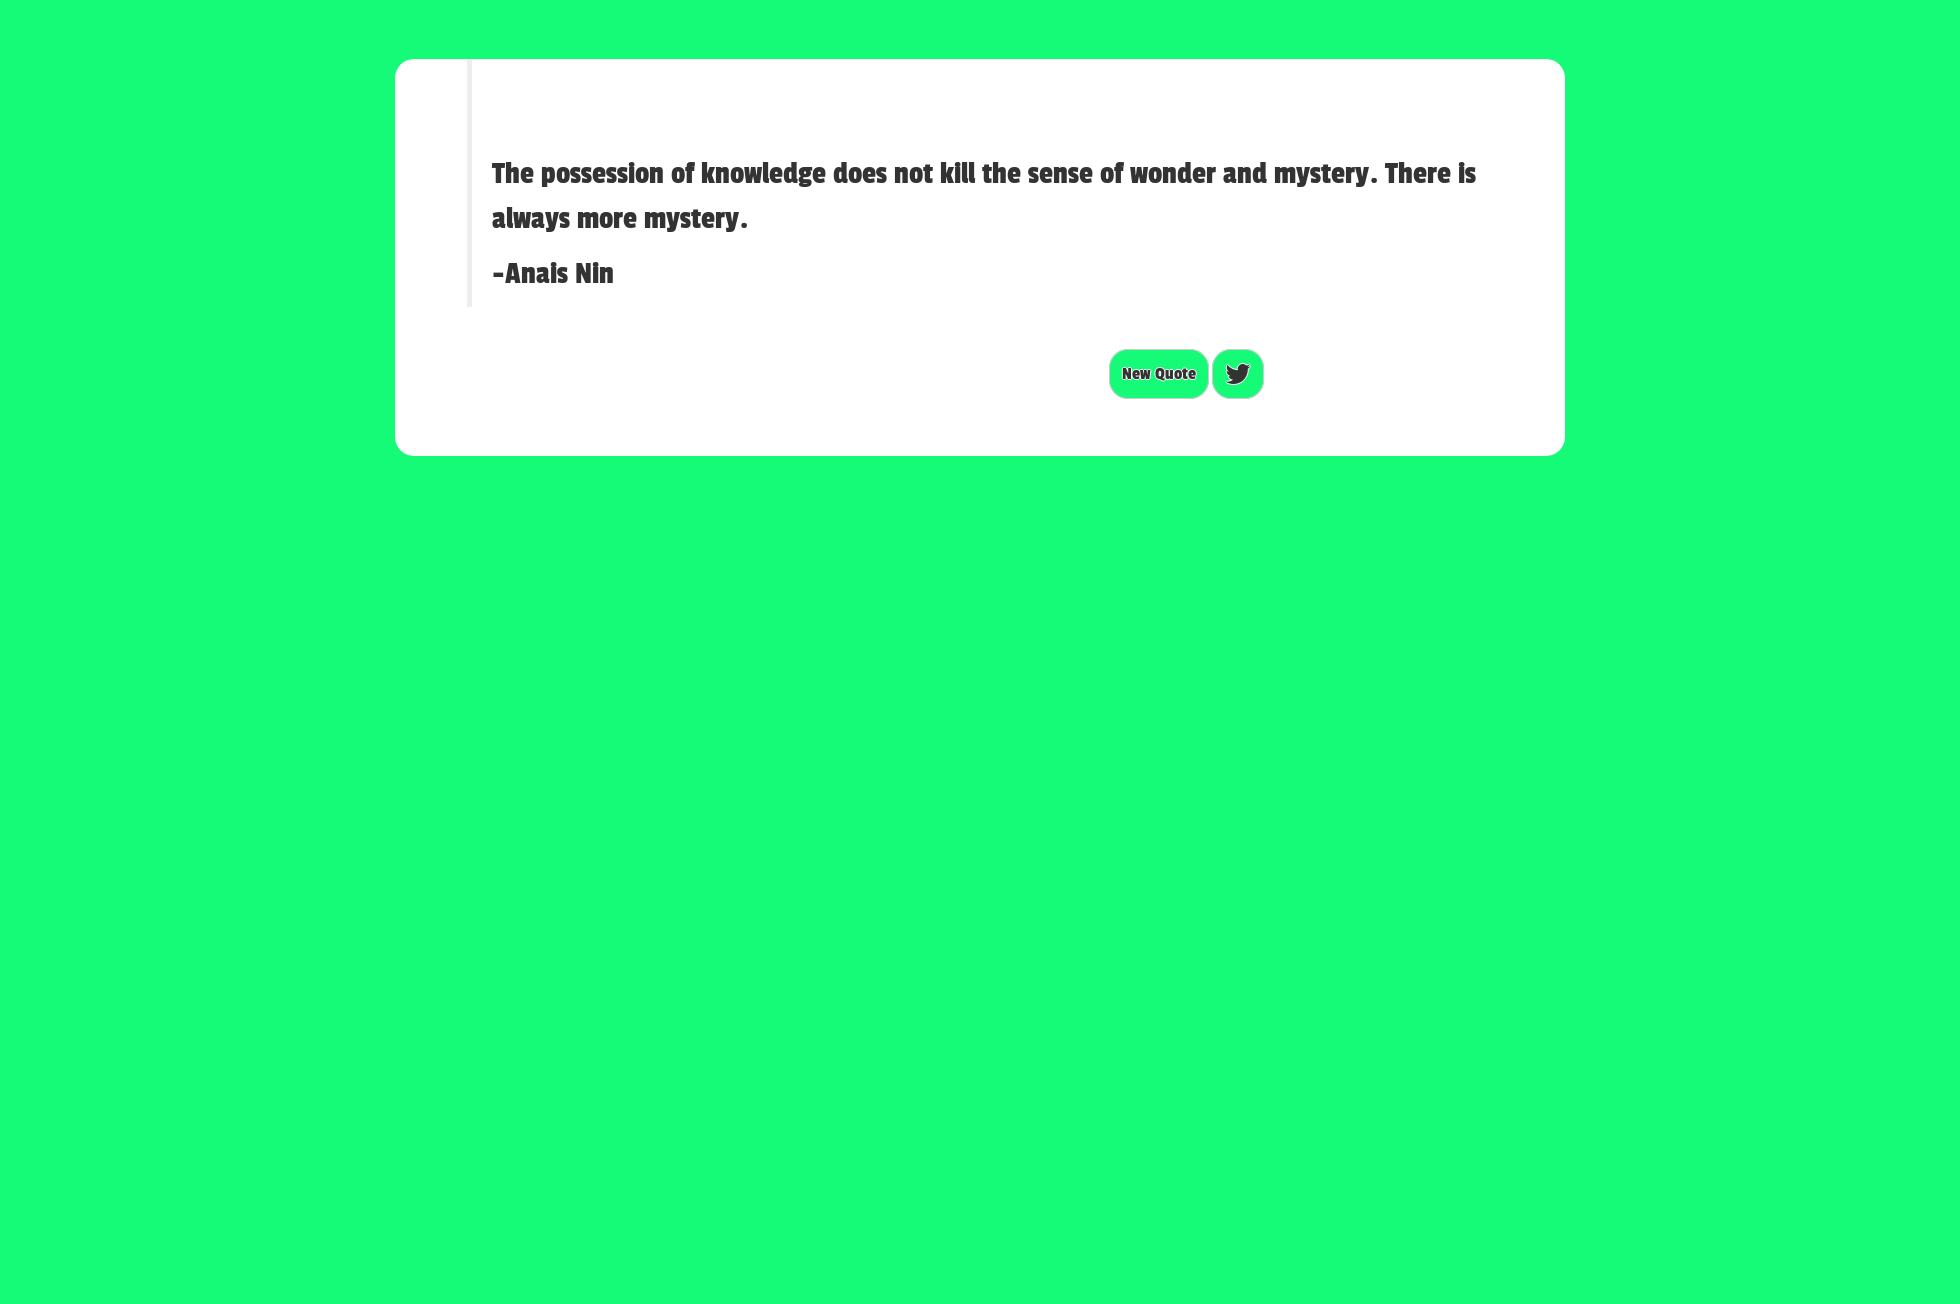 The possession of knowledge does not kill the sense of wonder and mystery. There is
always more mystery.
-Anais Nin
New Quote